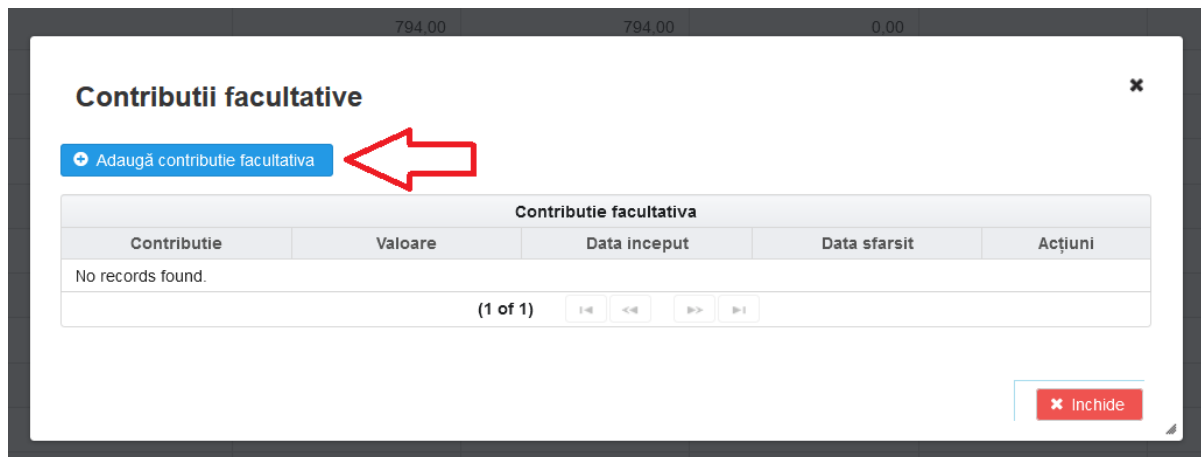 794,00 794,00 0,00
Contributii facultative
Adaugă contributie facultativa
Contributie facultativa
Contributie Valoare Data inceput Data sfarsit Acțiuni
No records found.
(1 of 1)
Inchide